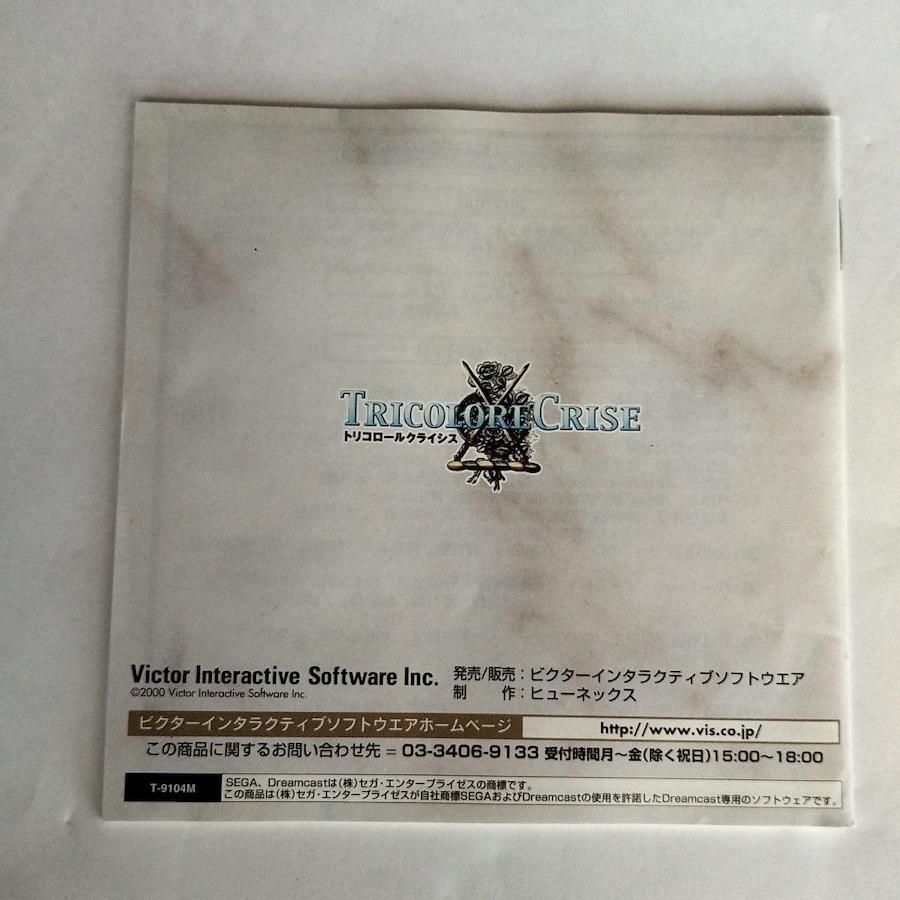 TRICOLORE CRISE
トリコロールクライシス
Victor Interactive Software Inc.
©2000 Victor Interactive Software Inc.
発売/販売：ビクターインタラクティブソフトウエア
制　作：ヒューネックス
ビクターインタラクティブソフトウエアホームページ http://www.vis.co.jp/
この商品に関するお問い合わせ先 = 03-3406-9133 受付時間月～金(除く祝日)15:00～18:00
T-9104M
SEGA、Dreamcastは(株)セガ・エンタープライゼスの商標です。
この商品は(株)セガ・エンタープライゼスが自社商標SEGAおよびDreamcastの使用を許諾したDreamcast専用のソフトウェアです。